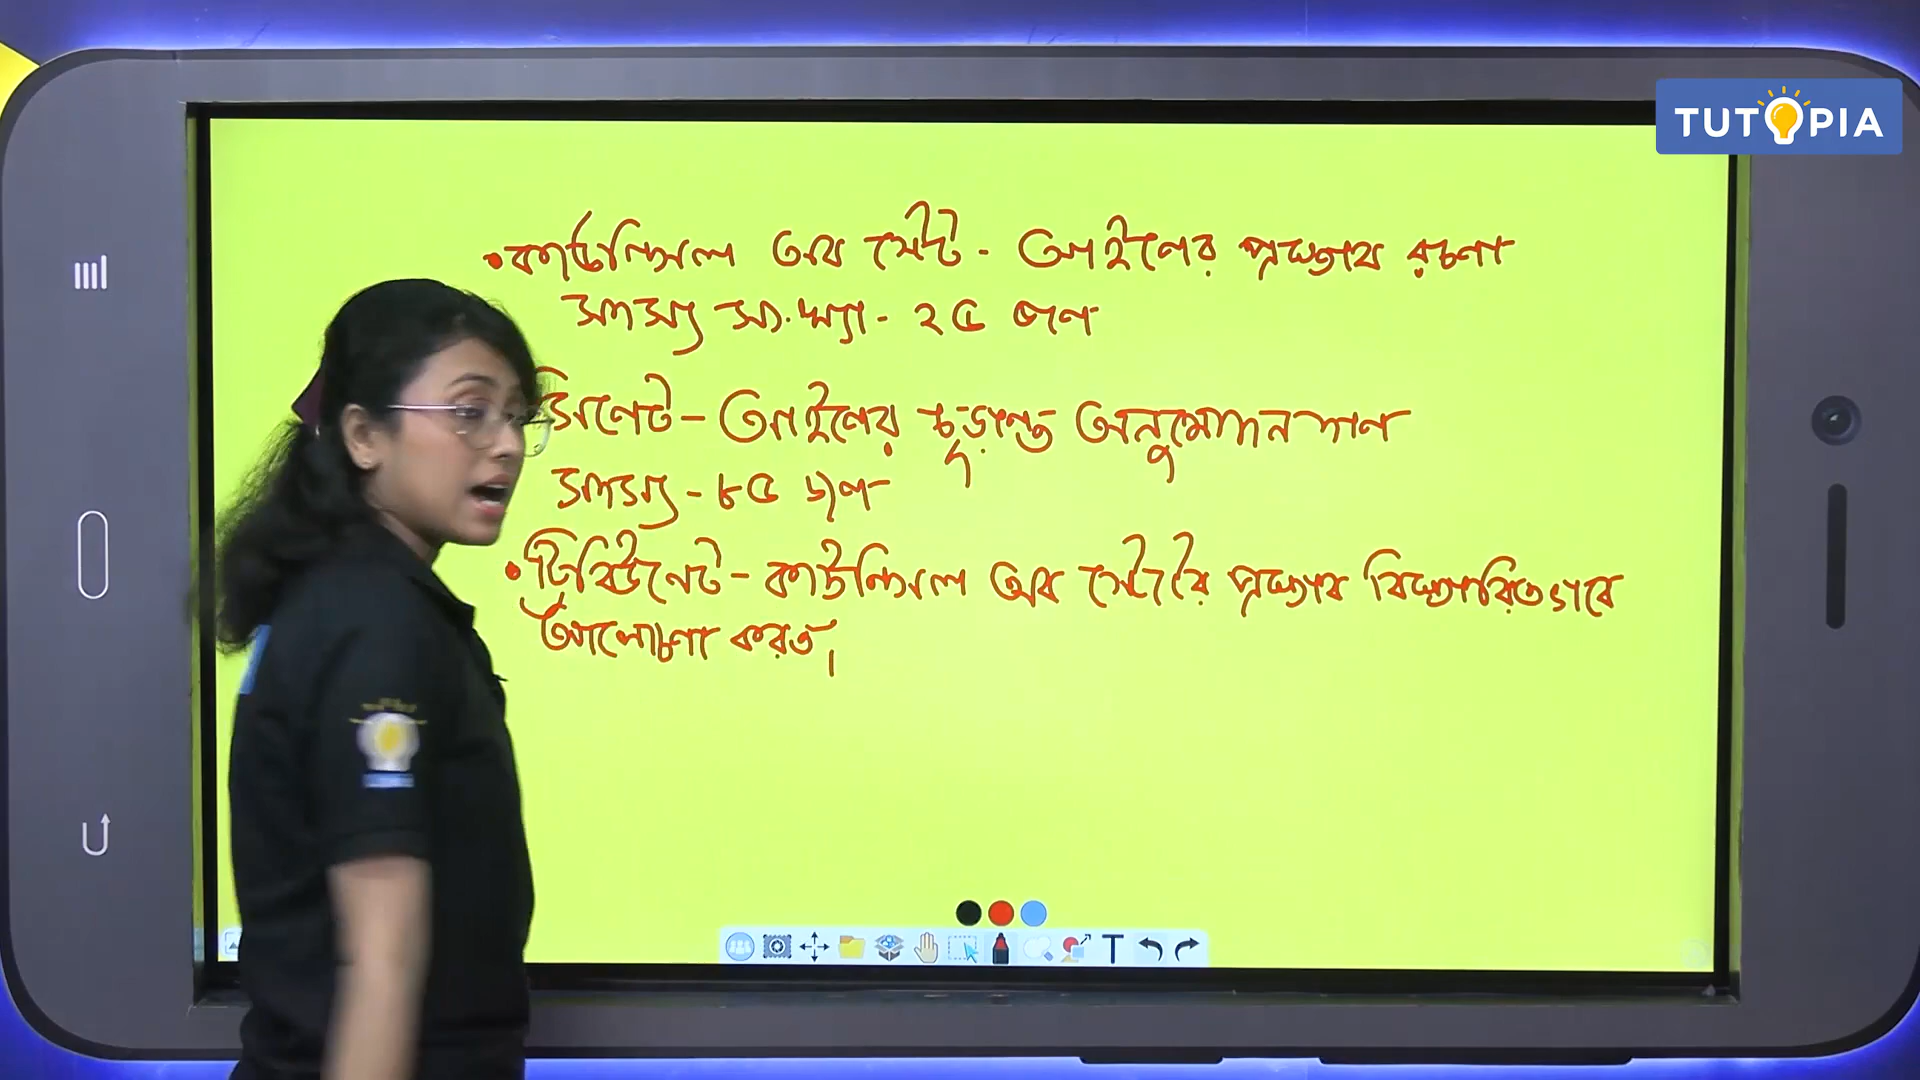 TUTOPIA
•কাউন্সিল অব স্টেট - আইনের প্রস্তাব রচনা
সদস্য সংখ্যা - ২৫ জন
সিনেট - আইনের চূড়ান্ত অনুমোদন দান
সদস্য - ৮৫ জন
•ট্রিবিউনেট - কাউন্সিল অব স্টেটের প্রস্তাব বিস্তারিতভাবে
আলোচনা করত,
T